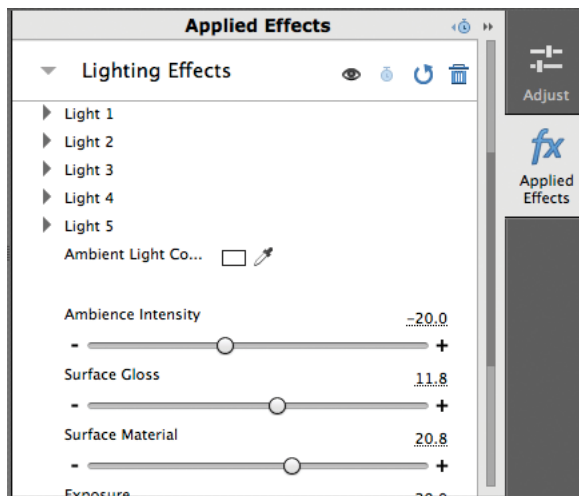 Applied Effects
Lighting Effects
Light 1
Light 2
Light 3
Light 4
Light 5
Ambient Light Co...
Ambience Intensity -20.0
- +
Surface Gloss 11.8
- +
Surface Material 20.8
- +
Exposure
Adjust
fx
Applied
Effects